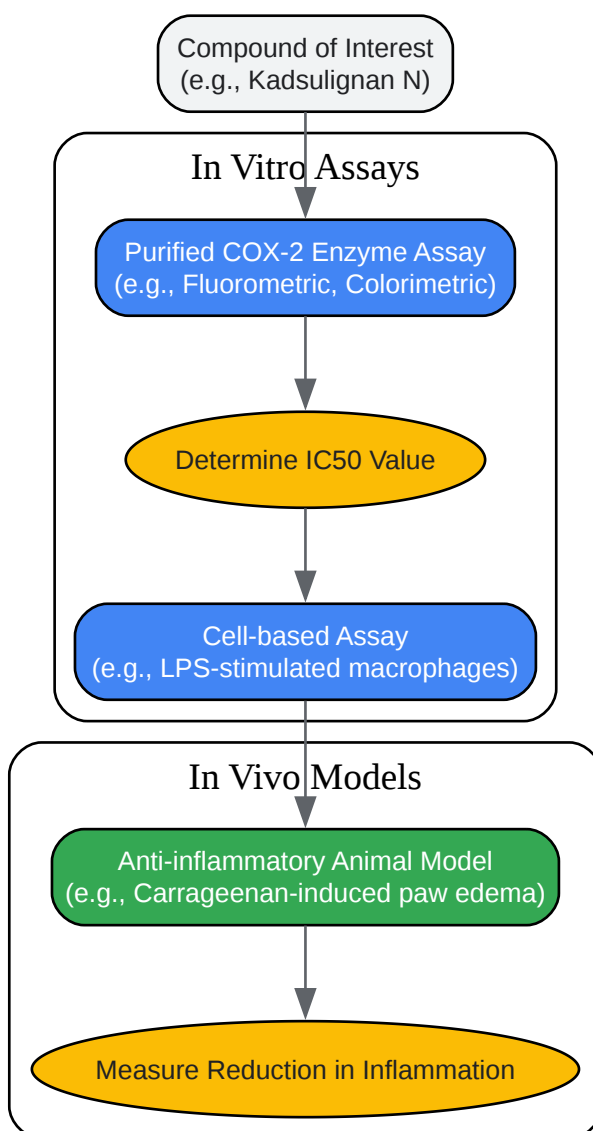 Compound of Interest
(e.g., Kadsulignan N)
In Vitro Assays
Purified COX-2 Enzyme Assay
(e.g., Fluorometric, Colorimetric)
Determine IC50 Value
Cell-based Assay
(e.g., LPS-stimulated macrophages)
In Vivo Models
Anti-inflammatory Animal Model
(e.g., Carrageenan-induced paw edema)
Measure Reduction in Inflammation